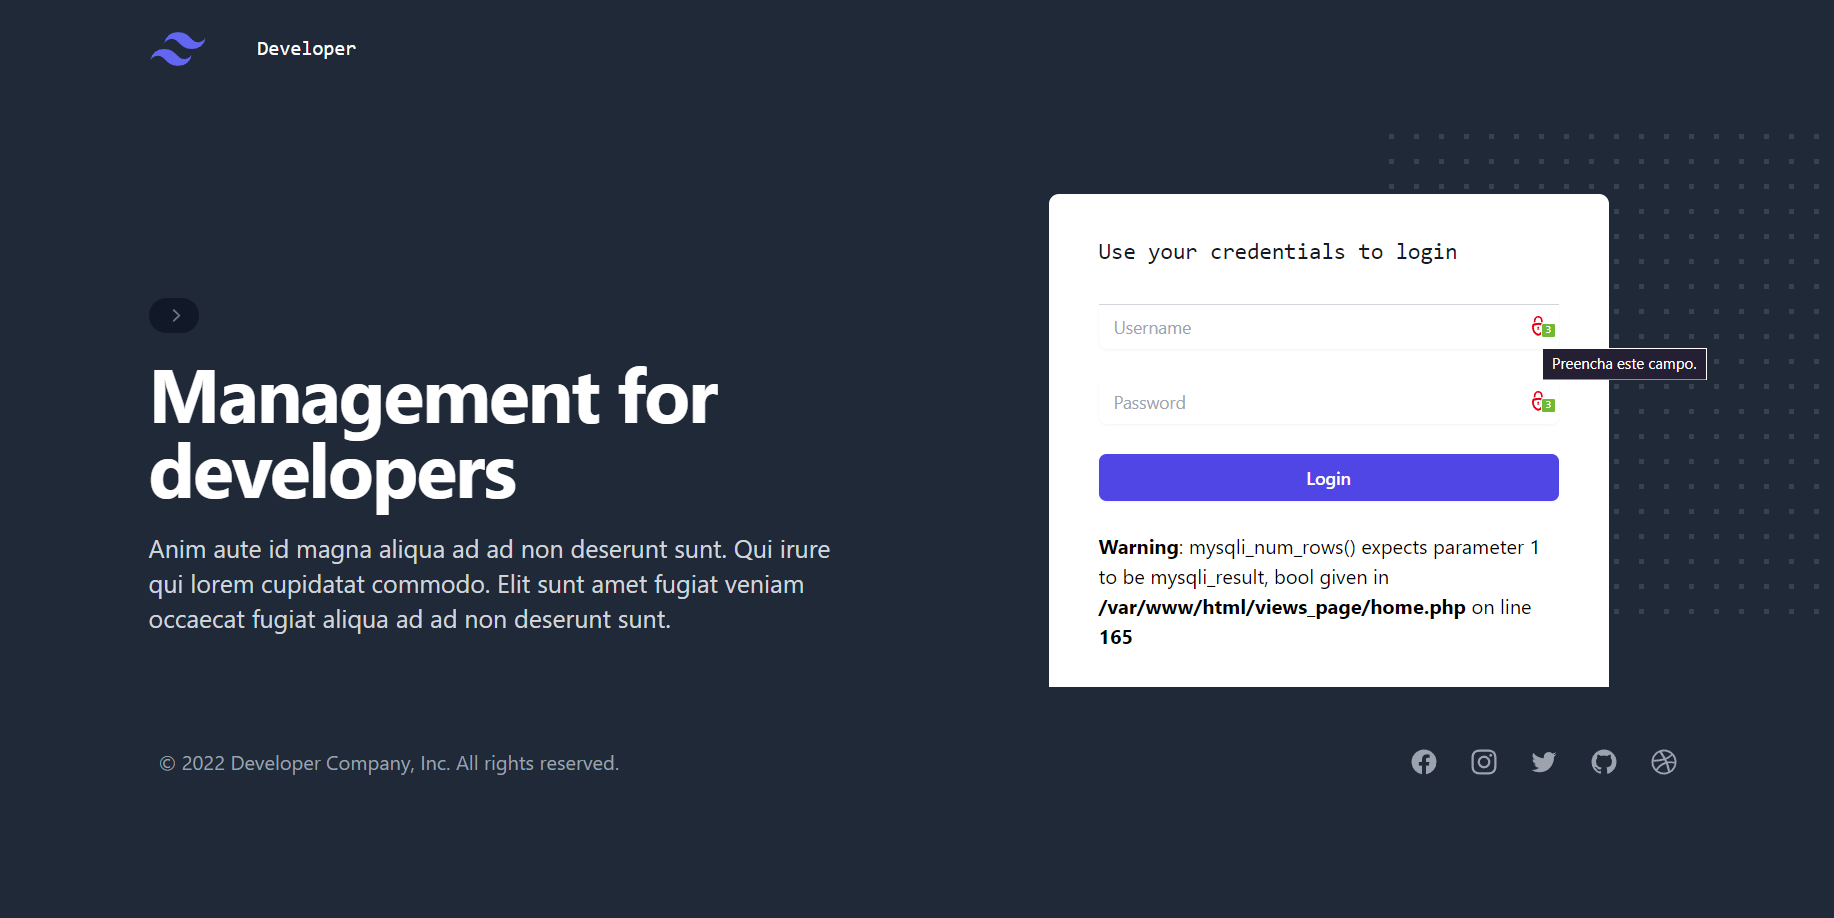 Developer
Management for
developers
Anim aute id magna aliqua ad ad non deserunt sunt. Qui irure
qui lorem cupidatat commodo. Elit sunt amet fugiat veniam
occaecat fugiat aliqua ad ad non deserunt sunt.
Use your credentials to login
Username
3
Preencha este campo.
Password
3
Login
Warning: mysqli_num_rows() expects parameter 1
to be mysqli_result, bool given in
/var/www/html/views_page/home.php on line
165
© 2022 Developer Company, Inc. All rights reserved.